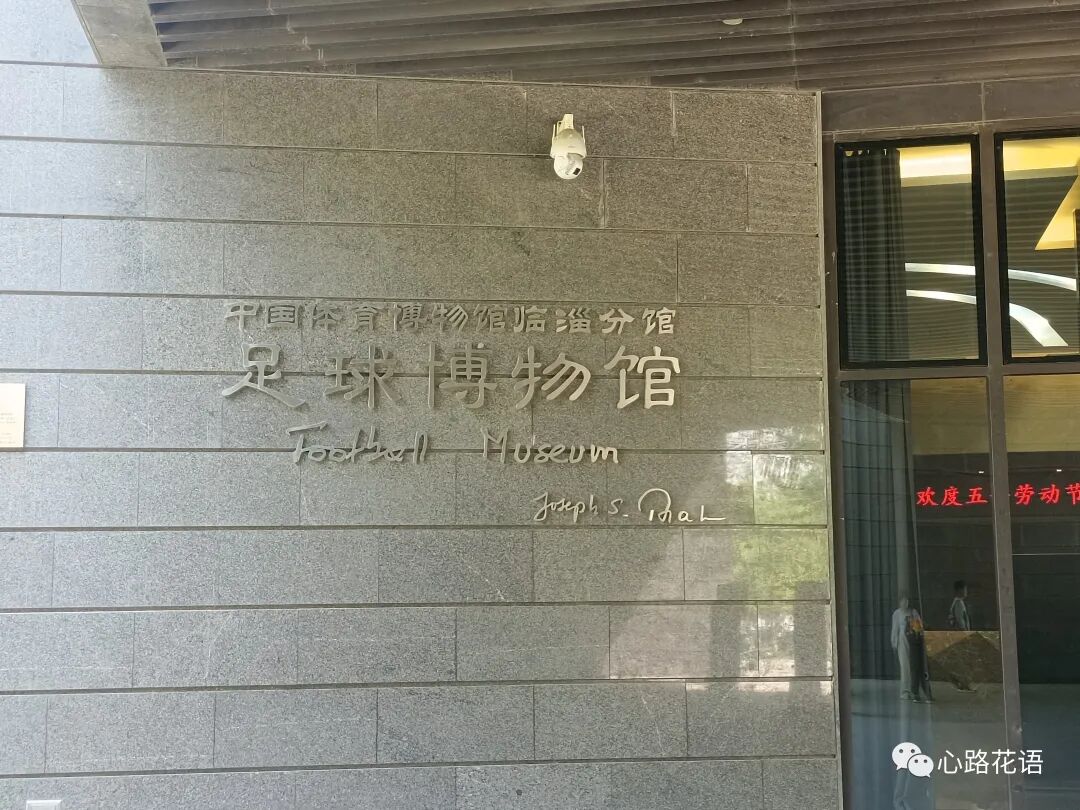 中国体育博物馆临淄分馆
足球博物馆
Football Museum
Joseph S.
欢度五一劳动节
心路花语